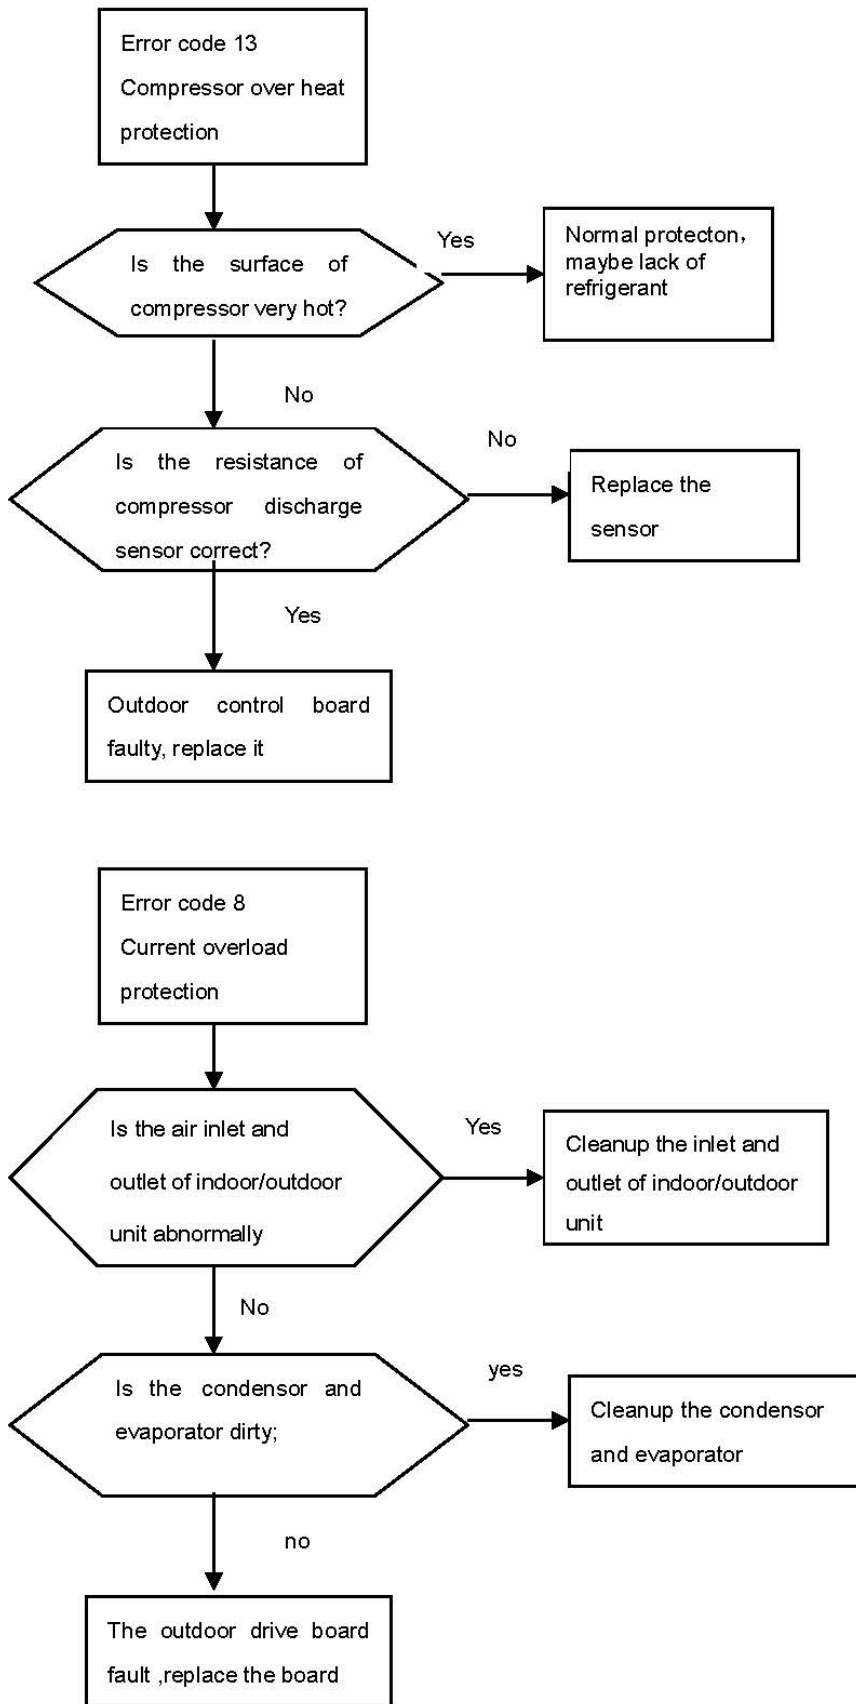 Error code 13
Compressor over heat
protection
Yes
Normal protecton，
maybe lack of
refrigerant
Is the surface of
compressor very hot?
No
No
Is the resistance of
compressor discharge
sensor correct?
Replace the
sensor
Yes
Outdoor control board
faulty, replace it
Error code 8
Current overload
protection
Is the air inlet and
outlet of indoor/outdoor
unit abnormally
Yes
Cleanup the inlet and
outlet of indoor/outdoor
unit
No
Is the condensor and
evaporator dirty;
yes
Cleanup the condensor
and evaporator
no
The outdoor drive board
fault ,replace the board